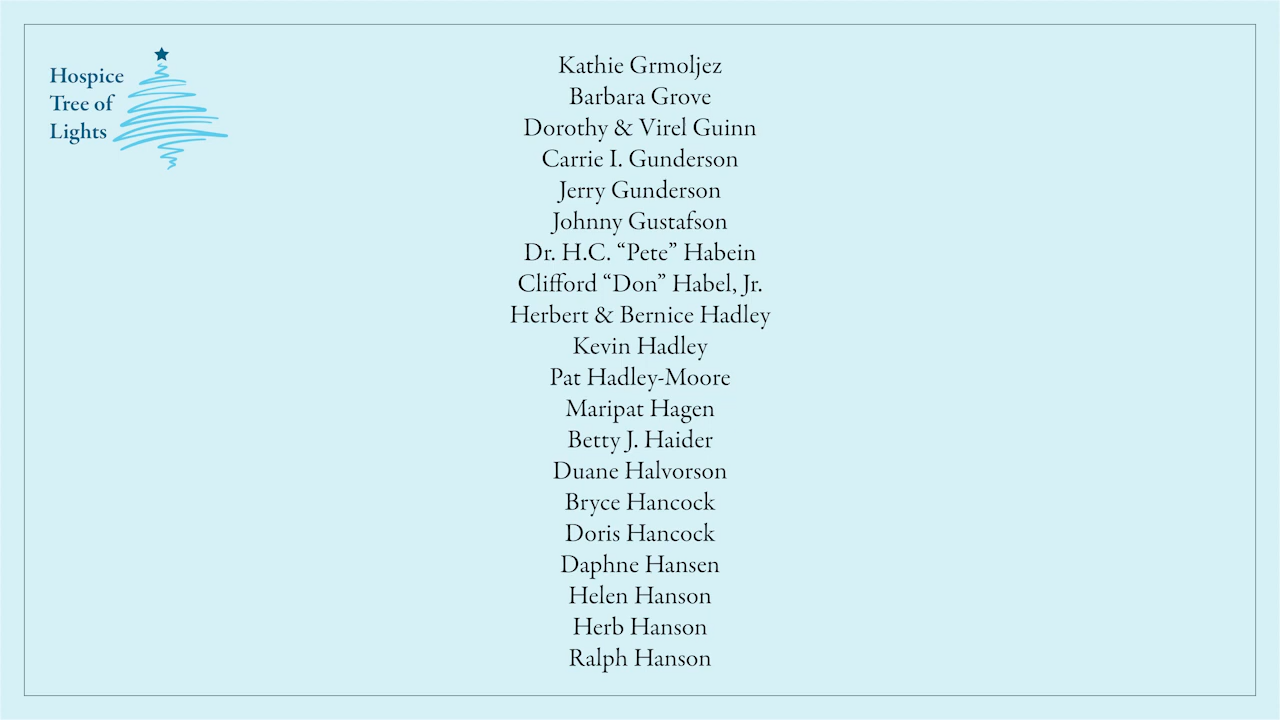 Hospice
Tree of
Lights
Kathie Grmoljez
Barbara Grove
Dorothy & Virel Guinn
Carrie I. Gunderson
Jerry Gunderson
Johnny Gustafson
Dr. H.C. “Pete” Habein
Clifford “Don” Habel, Jr.
Herbert & Bernice Hadley
Kevin Hadley
Pat Hadley-Moore
Maripat Hagen
Betty J. Haider
Duane Halvorson
Bryce Hancock
Doris Hancock
Daphne Hansen
Helen Hanson
Herb Hanson
Ralph Hanson